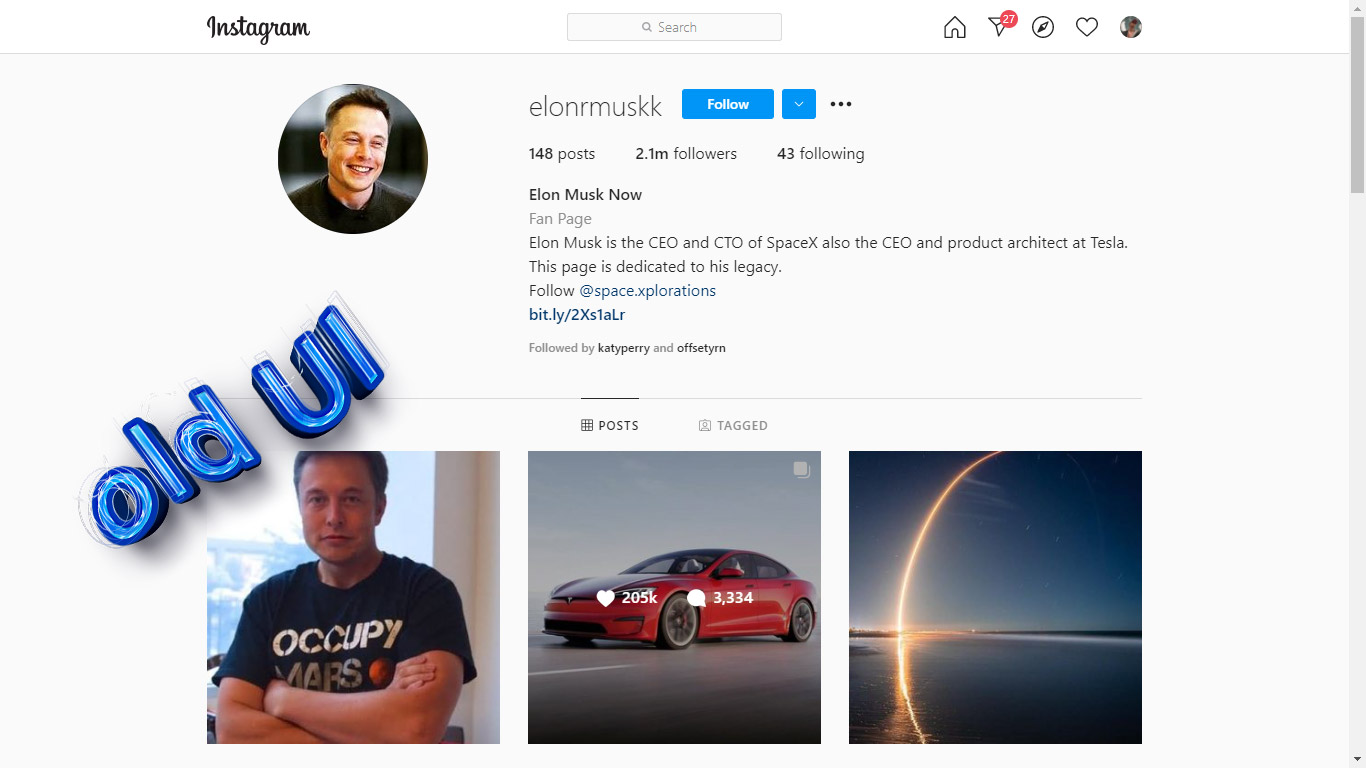 Instagram
Search
27
elonrmuskk
Follow
148 posts 2.1m followers 43 following
Elon Musk Now
Fan Page
Elon Musk is the CEO and CTO of SpaceX also the CEO and product architect at Tesla.
This page is dedicated to his legacy.
Follow @space.xplorations
bit.ly/2Xs1aLr
Followed by katyperry and offsetyrn
old UI
POSTS TAGGED
OCCUPY
MARS
205k 3,334